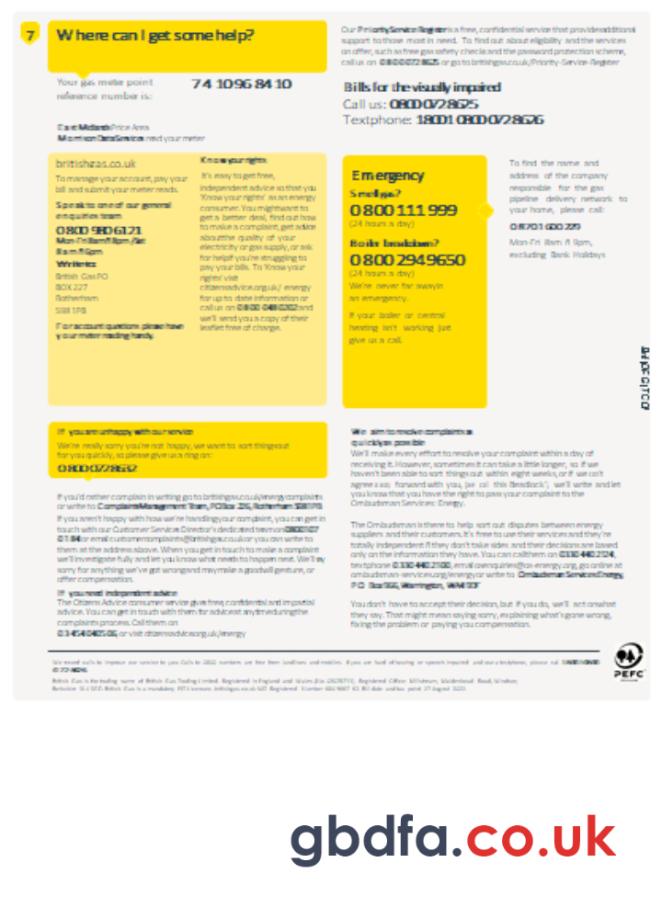 7
Where can I get some help?
Your gas meter point
reference number is:
74 1096 84 10
East Midlands Price Area
Morrison Data Services read your meter
britishgas.co.uk
To manage your account, pay your
bill and submit your meter reads.
Speak to one of our general
enquiries team
0800 980 6121
Mon-Fri 8am-8pm /Sat
8am-6pm
Write to:
British Gas PO
BOX 227
Rotherham
S98 1PB
For account questions please have
your meter reading handy.
Know your rights
It's easy to get free,
independent advice so that you
'Know your rights' as an energy
consumer. You might want to
get a better deal, find out how
to make a complaint, get advice
about the quality of your
electricity or gas supply, or ask
for help if you're struggling to
pay your bills. To 'Know your
rights' visit
citizensadvice.org.uk/ energy
for up to date information or
call us on and
we'll send you a copy of their
leaflet free of charge.
Our Priority Service Register is a free, confidential service that provides additional
support to those most in need. To find out about eligibility and the services
on offer, such as free gas safety checks and the password protection scheme,
call us on 0800 072 8625 or go to britishgas.co.uk/Priority-Service-Register
Bills for the visually impaired
Call us: 0800 072 8625
Textphone: 18001 0800 072 8626
Emergency
Smell gas?
0800 111 999
(24 hours a day)
Boiler breakdown?
0800 294 9650
(24 hours a day)
We're never far away in
an emergency.
If your boiler or central
heating isn't working just
give us a call.
To find the name and
address of the company
responsible for the gas
pipeline delivery network to
your home, please call:
08701 600 229
Mon-Fri 8am-8pm,
excluding Bank Holidays
If you are unhappy with our service
We're really sorry you're not happy, we want to sort things out
for you quickly, so please give us a ring on:
0800 072 8632
If you'd rather complain in writing go to britishgas.co.uk/energycomplaints
or write to Complaint Management Team, PO Box 226, Rotherham S98 1PB
If you aren't happy with how we're handling your complaint, you can get in
touch with our Customer Services Director's dedicated team on
or email customercomplaints@britishgas.co.uk or you can write to
them at the address above. When you get in touch to make a complaint
we'll investigate fully and let you know what needs to happen next. We'll say
sorry for anything we've got wrong and may make a goodwill gesture, or
offer compensation.
If you need independent advice
The Citizens Advice consumer service gives free, confidential and impartial
advice. You can get in touch with them for advice at any time during the
complaints process. Call them on
03454 04 05 06, or visit citizensadvice.org.uk/energy
We aim to resolve complaints as
quickly as possible
We'll make every effort to resolve your complaint within a day of
receiving it. However, sometimes it can take a little longer, so if we
haven't been able to sort things out within eight weeks, or if we can't
agree way forward with you, this 'Deadlock', we'll write and let
you know that you have the right to pass your complaint to the
Ombudsman Services: Energy.
The Ombudsman is there to help sort out disputes between energy
suppliers and their customers. It's free to use their services and they're
totally independent they don't take sides and their decisions are based
only on the information they have. You can call them on
textphone email osenquiries@os-energy.org, go online at
ombudsman-services.org/energy or write to Ombudsman Services: Energy,
P.O. Box 966, Warrington, WA4 9DF
You don't have to accept their decision, but if you do, we'll act on what
they say. That might mean saying sorry, explaining what's gone wrong,
fixing the problem or paying you compensation.
PEFC
gbdfa.co.uk